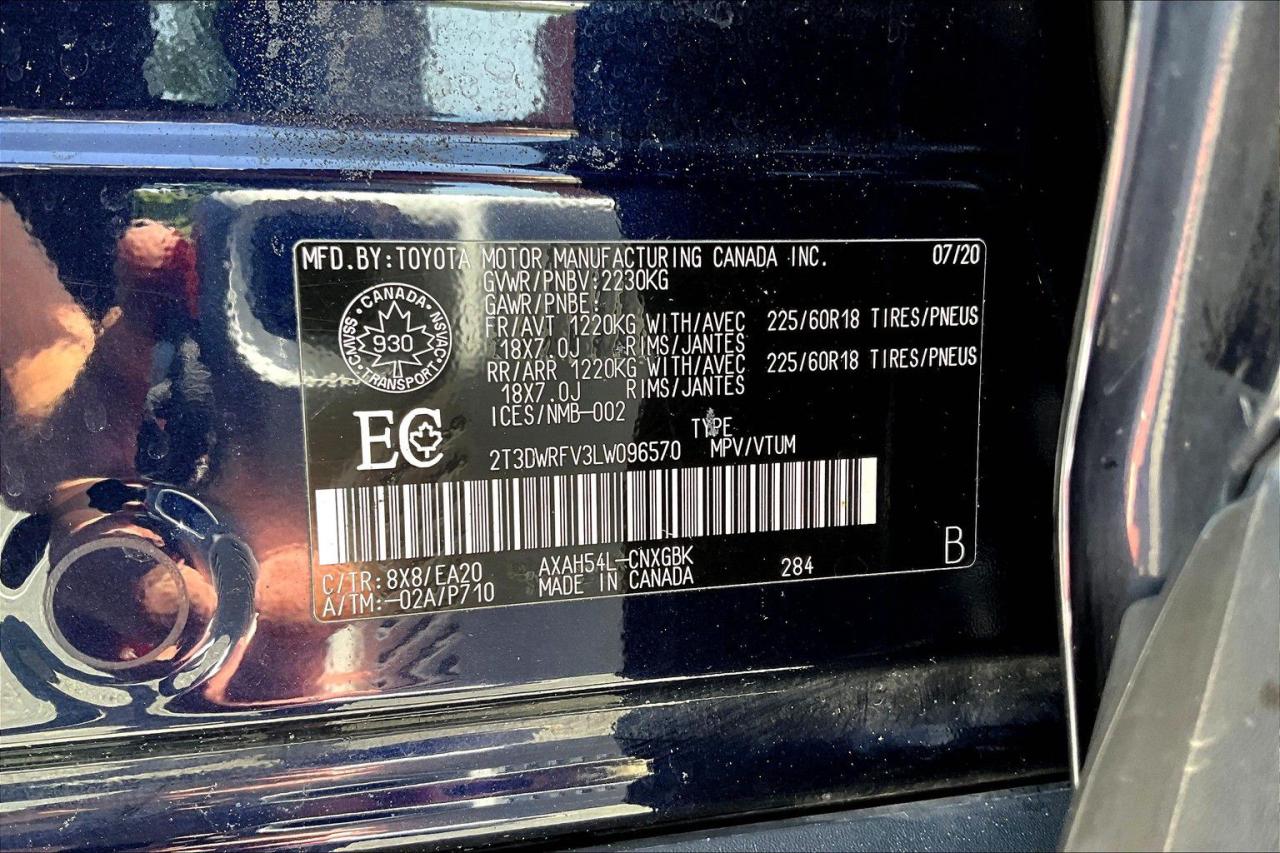 MFD.BY:TOYOTA MOTOR MANUFACTURING CANADA INC. 07/20
GVWR/PNBV:2230KG
GAWR/PNBE:
FR/AVT 1220KG WITH/AVEC 225/60R18 TIRES/PNEUS
18X7.0J RIMS/JANTES
RR/ARR 1220KG WITH/AVEC 225/60R18 TIRES/PNEUS
18X7.0J RIMS/JANTES
ICES/NMB-002
CANADA
NSVAC
930
TRANSPORT
CMVSS
EC
TYPE
2T3DWRFV3LW096570 MPV/VTUM
C/TR:8X8/EA20 AXAH54L-CNXGBK 284 B
A/TM:-02A/P710 MADE IN CANADA